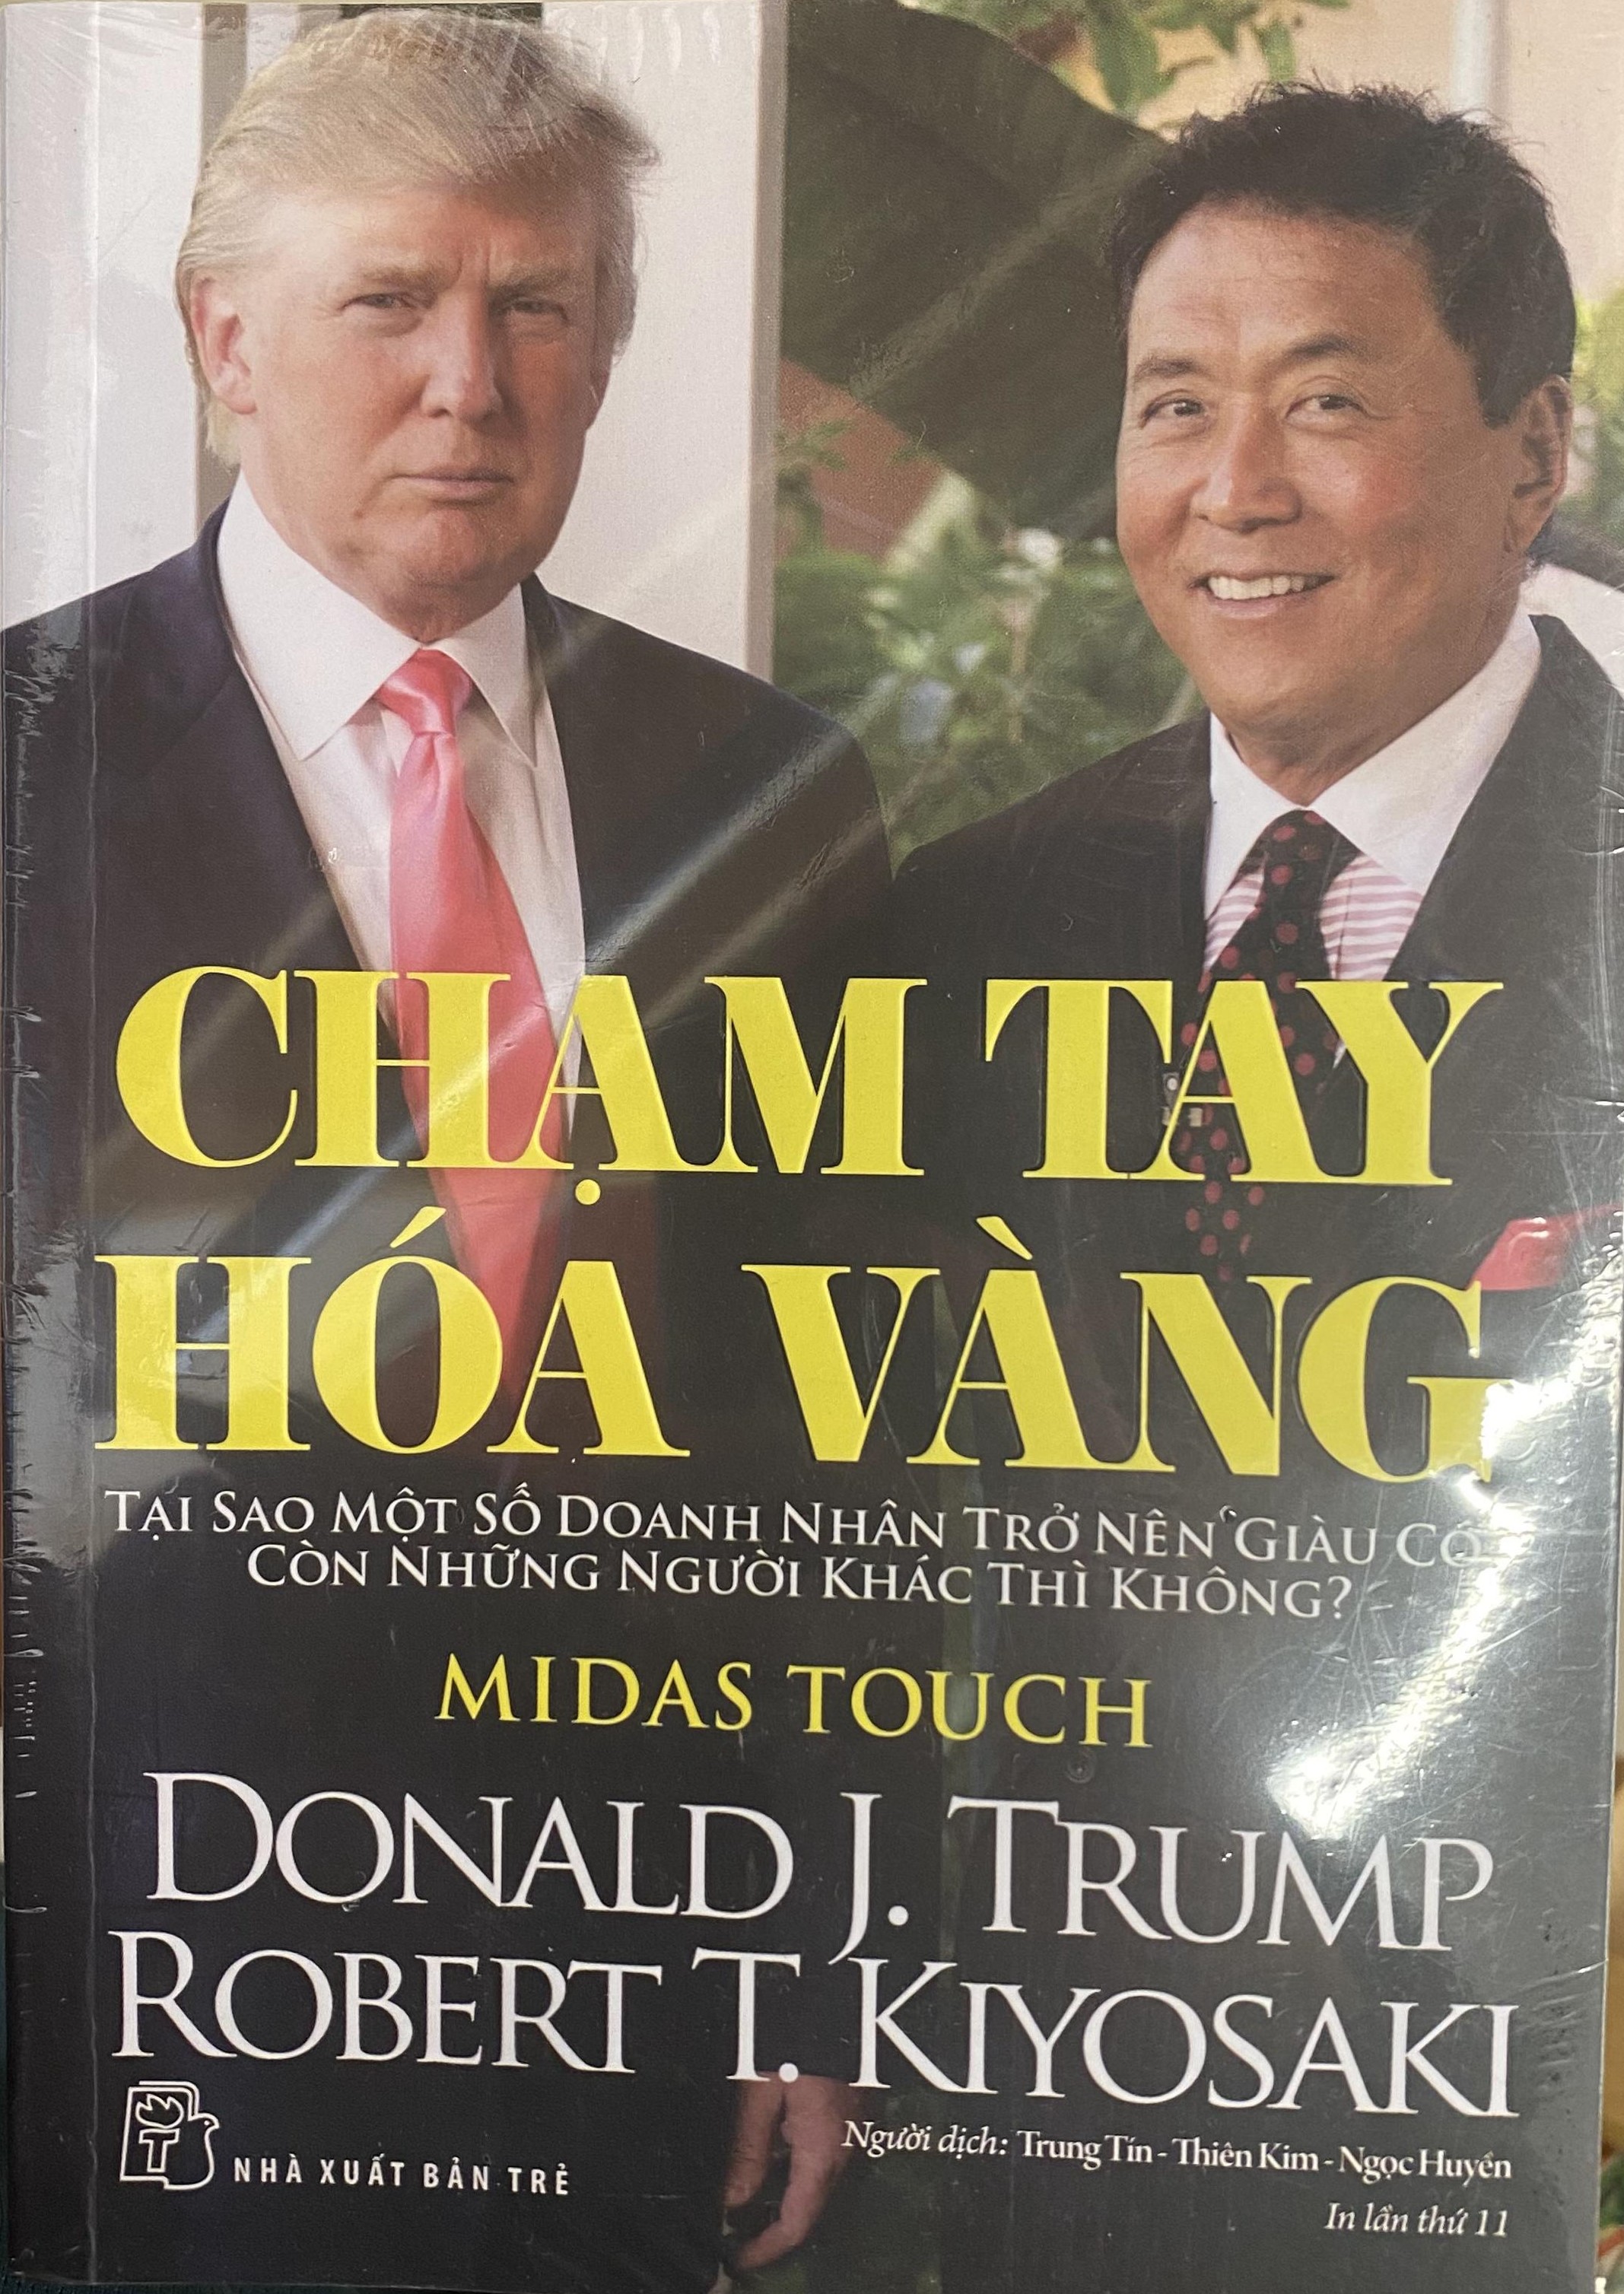 CHẠM TAY
HÓA VÀNG
TẠI SAO MỘT SỐ DOANH NHÂN TRỞ NÊN GIÀU CÓ
CÒN NHỮNG NGƯỜI KHÁC THÌ KHÔNG?
MIDAS TOUCH
DONALD J. TRUMP
ROBERT T. KIYOSAKI
Người dịch: Trung Tín - Thiên Kim - Ngọc Huyền
NHÀ XUẤT BẢN TRẺ
In lần thứ 11